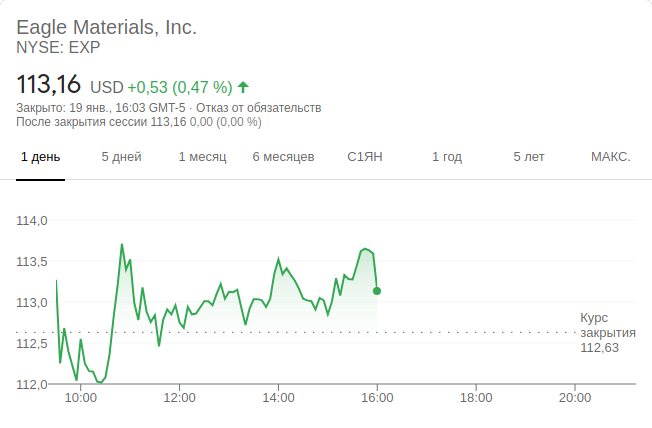 Eagle Materials, Inc.
NYSE: EXP
113,16 USD +0,53 (0,47 %)
Закрыто: 19 янв., 16:03 GMT-5 · Отказ от обязательств
После закрытия сессии 113,16 0,00 (0,00 %)
1 день 5 дней 1 месяц 6 месяцев С1ЯН 1 год 5 лет МАКС.
114,0
113,5
113,0
Курс
закрытия
112,63
112,5
112,0
10:00 12:00 14:00 16:00 18:00 20:00